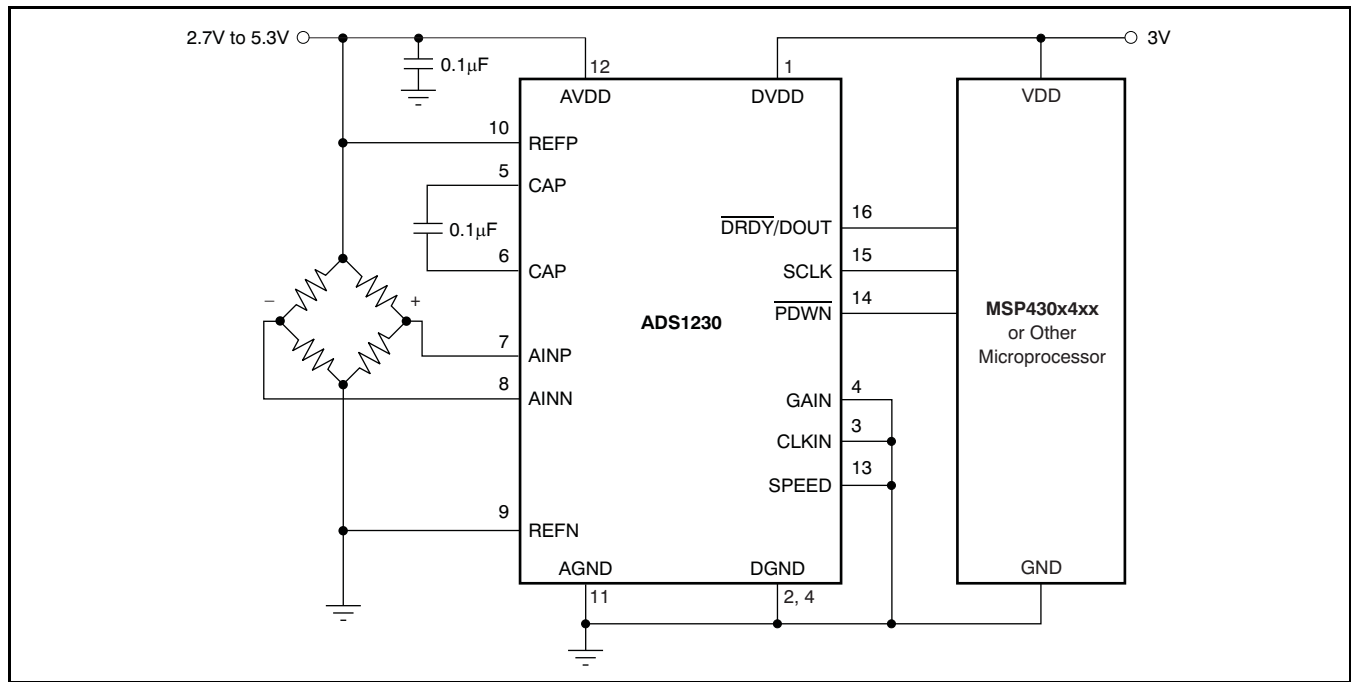 2.7V to 5.3V
0.1µF
12
1
3V
AVDD
DVDD
VDD
10
REFP
5
CAP
0.1µF
6
CAP
DRDY/DOUT
16
SCLK
15
PDWN
14
ADS1230
MSP430x4xx
or Other
Microprocessor
–
+
7
AINP
8
AINN
GAIN
4
CLKIN
3
SPEED
13
9
REFN
AGND
DGND
GND
11
2, 4